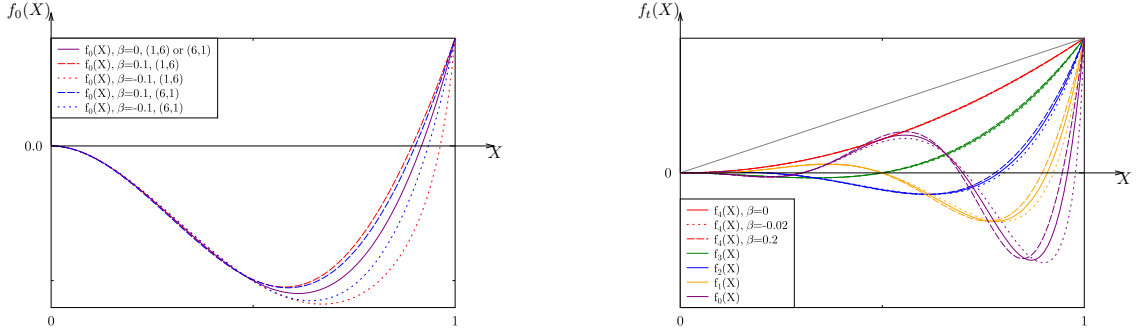 f₀(X)
f₀(X), β=0, (1,6) or (6,1)
f₀(X), β=0.1, (1,6)
f₀(X), β=-0.1, (1,6)
f₀(X), β=0.1, (6,1)
f₀(X), β=-0.1, (6,1)
0.0
X
0
1
fₜ(X)
X
0
f₄(X), β=0
f₄(X), β=-0.02
f₄(X), β=0.2
f₃(X)
f₂(X)
f₁(X)
f₀(X)
0
1